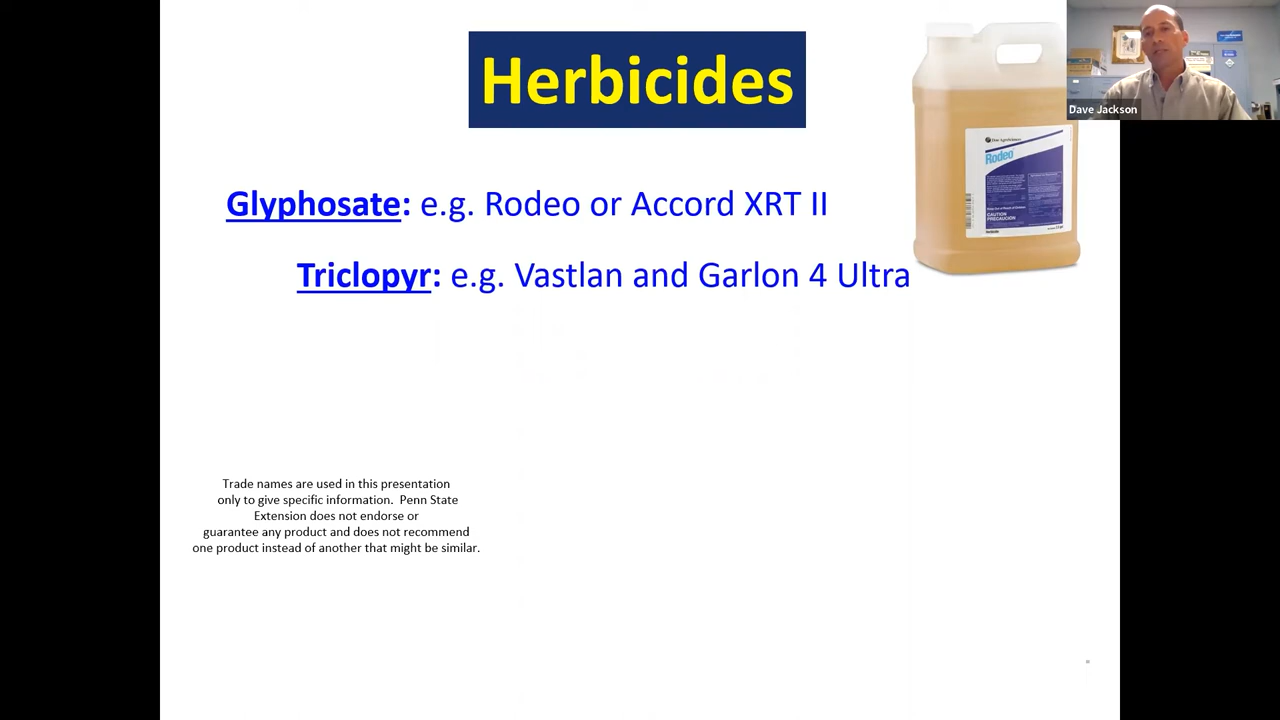 Herbicides
Dave Jackson
Rodeo
CAUTION
PRECAUCION
Glyphosate: e.g. Rodeo or Accord XRT II
Triclopyr: e.g. Vastlan and Garlon 4 Ultra
Trade names are used in this presentation
only to give specific information. Penn State
Extension does not endorse or
guarantee any product and does not recommend
one product instead of another that might be similar.